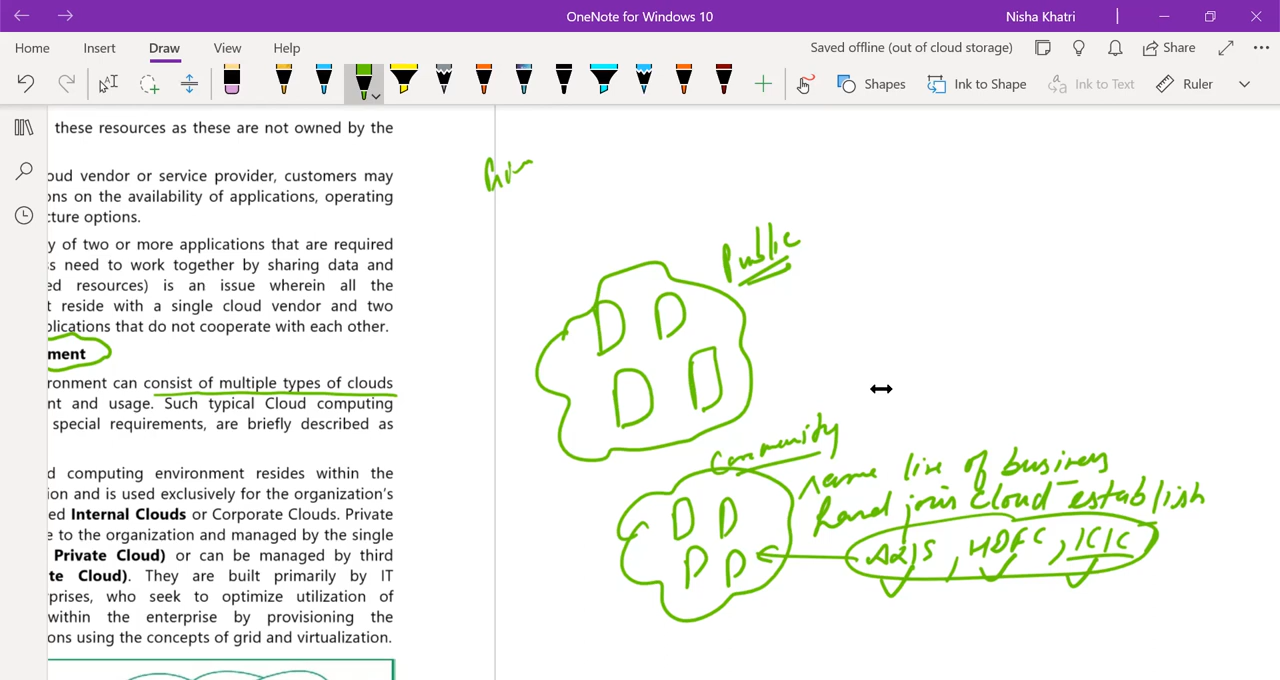 OneNote for Windows 10
Nisha Khatri
Home Insert Draw View Help
Saved offline (out of cloud storage)
Share
Shapes
Ink to Shape
Ink to Text
Ruler
these resources as these are not owned by the
oud vendor or service provider, customers may
ons on the availability of applications, operating
cture options.
y of two or more applications that are required
s need to work together by sharing data and
ed resources) is an issue wherein all the
t reside with a single cloud vendor and two
plications that do not cooperate with each other.
ment
ronment can consist of multiple types of clouds
nt and usage. Such typical Cloud computing
special requirements, are briefly described as
d computing environment resides within the
ion and is used exclusively for the organization's
ed Internal Clouds or Corporate Clouds. Priva
e to the organization and managed by the single
Private Cloud) or can be managed by third
te Cloud). They are built primarily by IT
prises, who seek to optimize utilization of
within the enterprise by provisioning the
ons using the concepts of grid and virtualization.
Public
D D
D D
Community
same line of business
Hand join cloud establish
D D
D D
AXIS, HDFC, ICIC